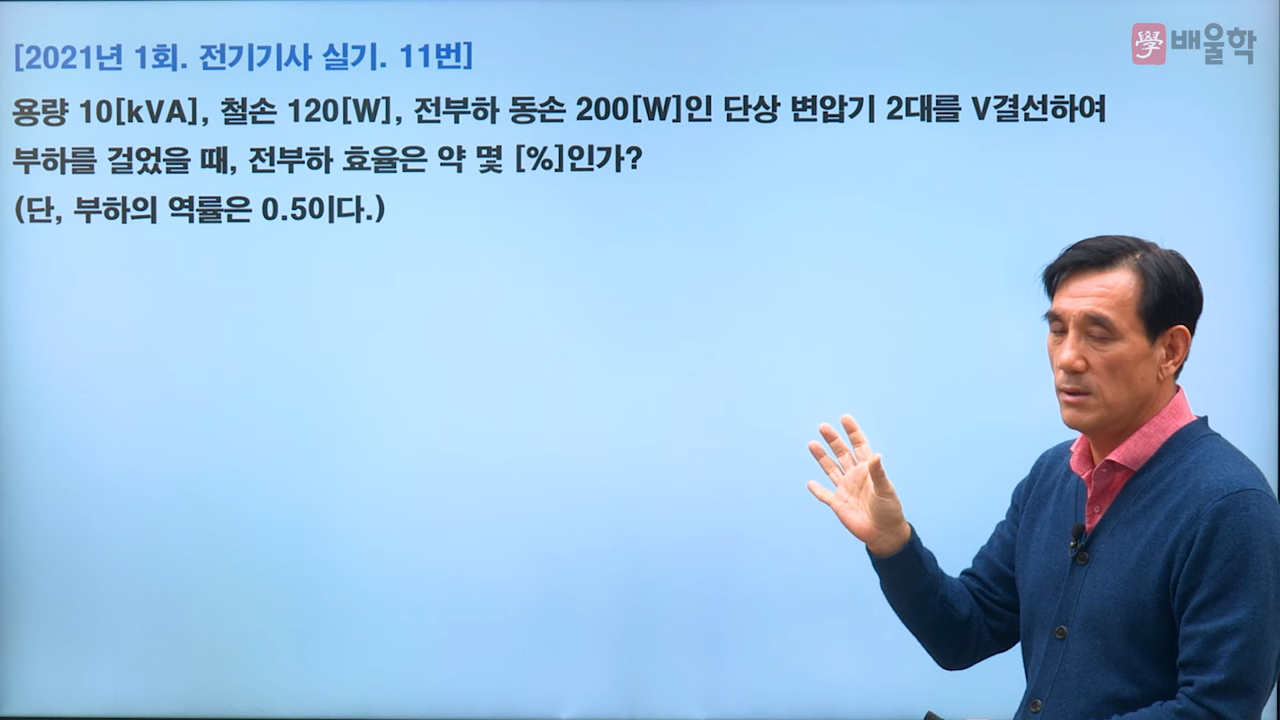 [2021년 1회. 전기기사 실기. 11번]
學 배울학
용량 10[kVA], 철손 120[W], 전부하 동손 200[W]인 단상 변압기 2대를 V결선하여
부하를 걸었을 때, 전부하 효율은 약 몇 [%]인가?
(단, 부하의 역률은 0.5이다.)